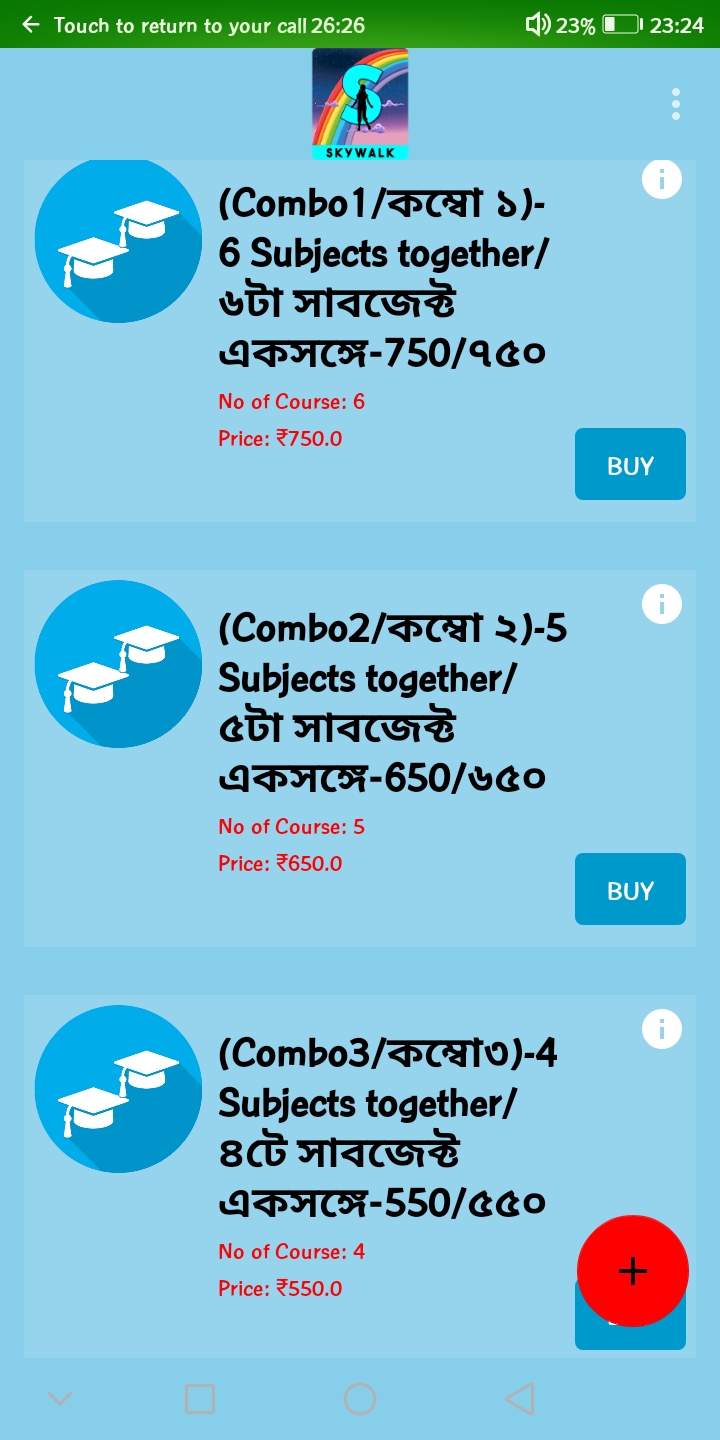 Touch to return to your call 26:26 23% 23:24
S
SKYWALK
(Combo1/কম্বো ১)-
6 Subjects together/
৬টা সাবজেক্ট
একসঙ্গে-750/৭৫০
No of Course: 6
Price: ₹750.0
BUY
(Combo2/কম্বো ২)-5
Subjects together/
৫টা সাবজেক্ট
একসঙ্গে-650/৬৫০
No of Course: 5
Price: ₹650.0
BUY
(Combo3/কম্বো৩)-4
Subjects together/
৪টে সাবজেক্ট
একসঙ্গে-550/৫৫০
No of Course: 4
Price: ₹550.0